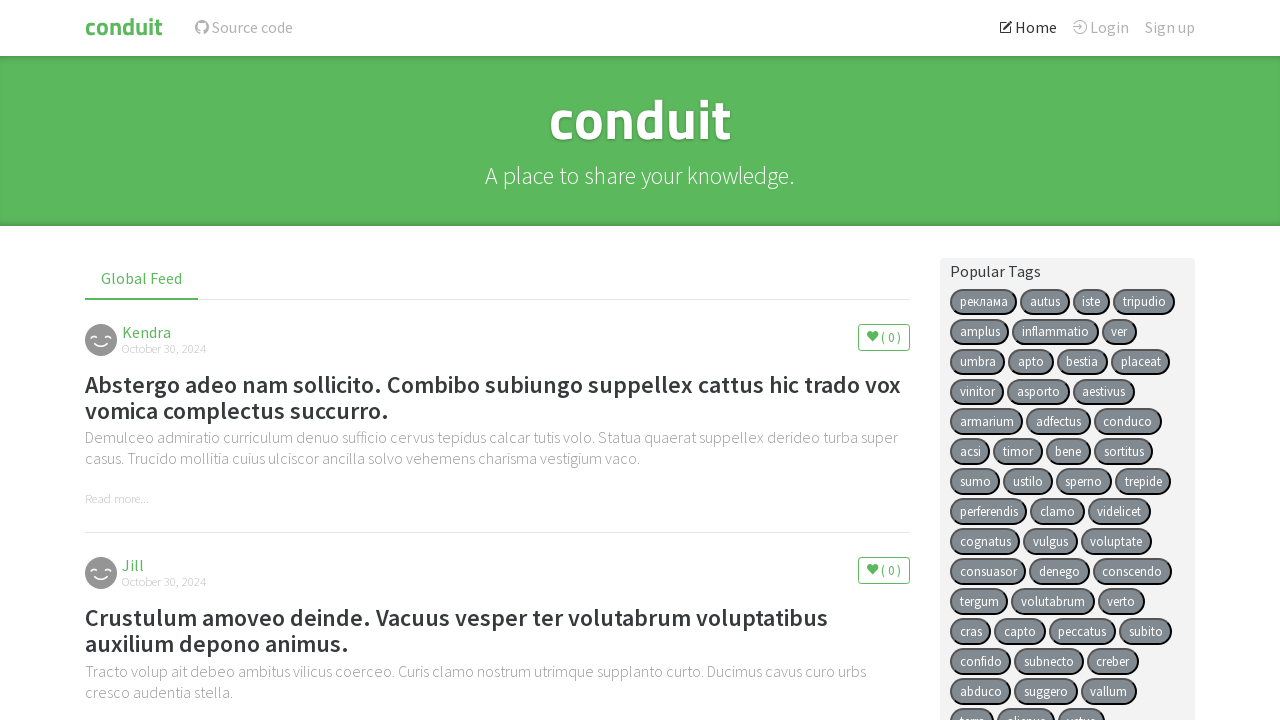 conduit
Source code
Home
Login
Sign up
conduit
A place to share your knowledge.
Global Feed
Kendra
October 30, 2024
( 0 )
Abstergo adeo nam sollicito. Combibo subiungo suppellex cattus hic trado vox
vomica complectus succurro.
Demulceo admiratio curriculum denuo sufficio cervus tepidus calcar tutis volo. Statua quaerat suppellex derideo turba super
casus. Trucido mollitia cuius ulciscor ancilla solvo vehemens charisma vestigium vaco.
Read more...
Jill
October 30, 2024
( 0 )
Crustulum amoveo deinde. Vacuus vesper ter volutabrum voluptatibus
auxilium depono animus.
Tracto volup ait debeo ambitus vilicus coerceo. Curis clamo nostrum utrimque supplanto curto. Ducimus cavus curo urbs
cresco audentia stella.
Popular Tags
реклама autus iste tripudio
amplus inflammatio ver
umbra apto bestia placeat
vinitor asporto aestivus
armarium adfectus conduco
acsi timor bene sortitus
sumo ustilo sperno trepide
perferendis clamo videlicet
cognatus vulgus voluptate
consuasor denego conscendo
tergum volutabrum verto
cras capto peccatus subito
confido subnecto creber
abduco suggero vallum